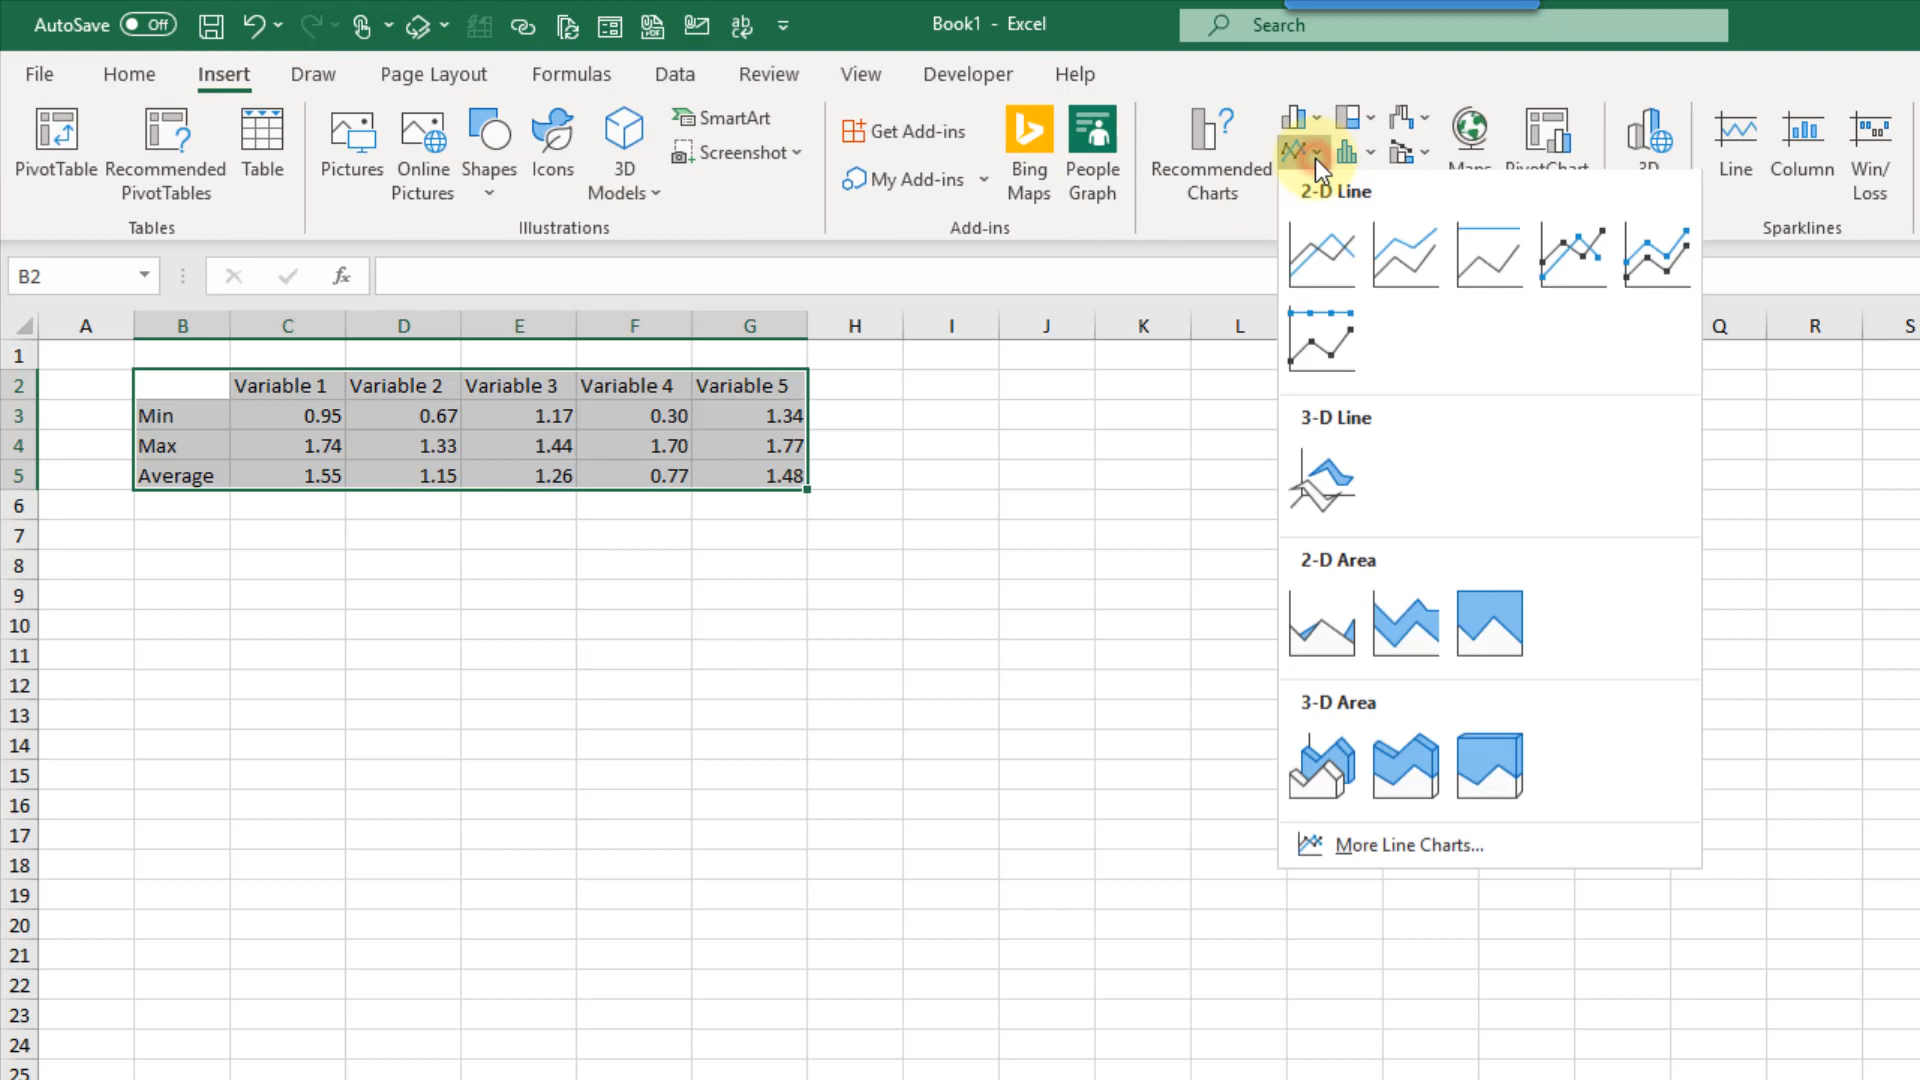 AutoSave Off Book1 - Excel Search
File Home Insert Draw Page Layout Formulas Data Review View Developer Help
PivotTable Recommended PivotTables Table
Tables
Pictures Online Pictures Shapes Icons 3D Models SmartArt Screenshot
Illustrations
Get Add-ins My Add-ins Bing Maps People Graph
Add-ins
Recommended Charts Maps PivotChart 3D
Line Column Win/ Loss
Sparklines
B2 fx
A B C D E F G H I J K L Q R S
1
2 Variable 1 Variable 2 Variable 3 Variable 4 Variable 5
3 Min 0.95 0.67 1.17 0.30 1.34
4 Max 1.74 1.33 1.44 1.70 1.77
5 Average 1.55 1.15 1.26 0.77 1.48
6
7
8
9
10
11
12
13
14
15
16
17
18
19
20
21
22
23
24
25
2-D Line
3-D Line
2-D Area
3-D Area
More Line Charts...